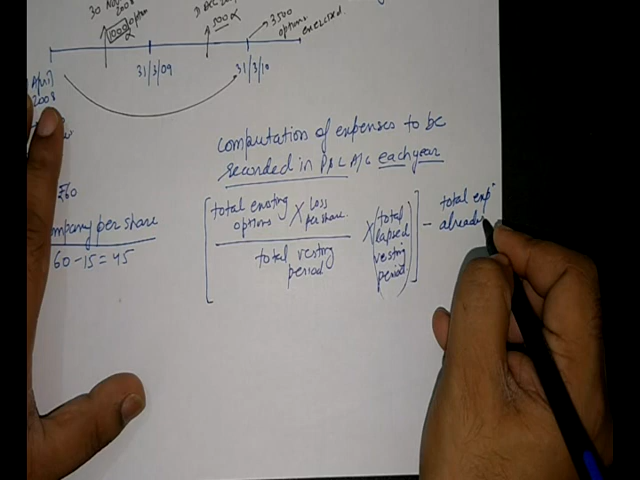 30 Nov
2008
1000 option
500
3500
options
exercised.
April
2008
31/3/09
31/3/10
Computation of expenses to be
recorded in P&L A/c each year
₹60
company per share
60 - 15 = 45
total existing options X Loss per share.
total vesting period
X (total lapsed vesting period)
- total exp
already